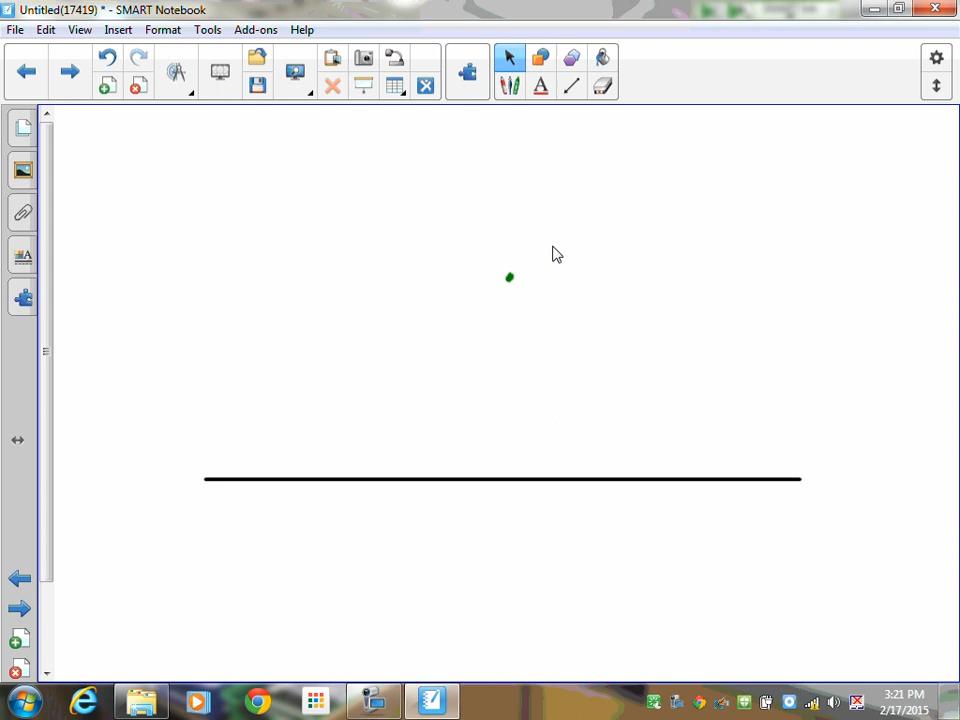 Untitled(17419) * - SMART Notebook
File Edit View Insert Format Tools Add-ons Help
3:21 PM
2/17/2015